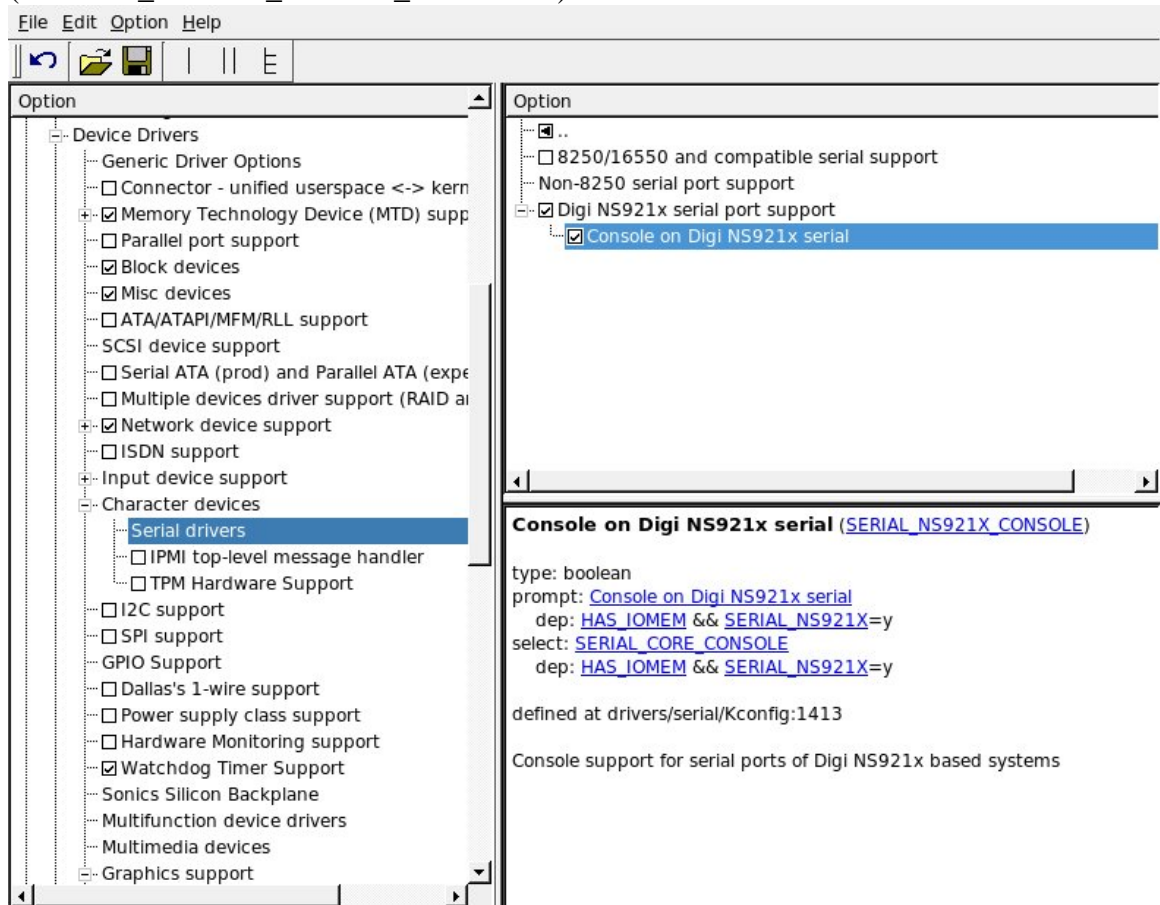 File Edit Option Help
Option
Device Drivers
Generic Driver Options
Connector - unified userspace <-> kern
Memory Technology Device (MTD) supp
Parallel port support
Block devices
Misc devices
ATA/ATAPI/MFM/RLL support
SCSI device support
Serial ATA (prod) and Parallel ATA (expe
Multiple devices driver support (RAID a
Network device support
ISDN support
Input device support
Character devices
Serial drivers
IPMI top-level message handler
TPM Hardware Support
I2C support
SPI support
GPIO Support
Dallas's 1-wire support
Power supply class support
Hardware Monitoring support
Watchdog Timer Support
Sonics Silicon Backplane
Multifunction device drivers
Multimedia devices
Graphics support
Option
..
8250/16550 and compatible serial support
Non-8250 serial port support
Digi NS921x serial port support
Console on Digi NS921x serial
Console on Digi NS921x serial (SERIAL_NS921X_CONSOLE)
type: boolean
prompt: Console on Digi NS921x serial
dep: HAS_IOMEM && SERIAL_NS921X=y
select: SERIAL_CORE_CONSOLE
dep: HAS_IOMEM && SERIAL_NS921X=y
defined at drivers/serial/Kconfig:1413
Console support for serial ports of Digi NS921x based systems